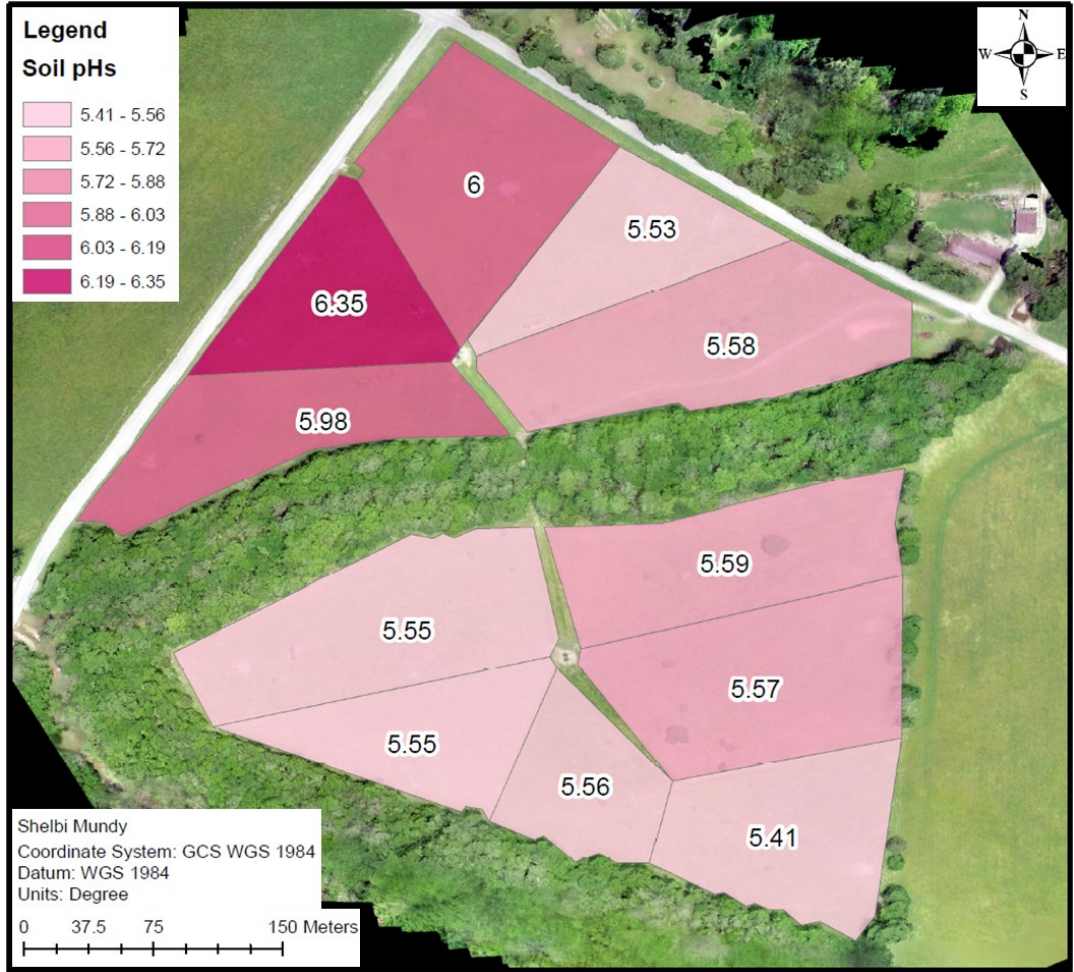 Legend
Soil pHs
5.41 - 5.56
5.56 - 5.72
5.72 - 5.88
5.88 - 6.03
6.03 - 6.19
6.19 - 6.35
N
W E
S
6
5.53
6.35
5.58
5.98
5.59
5.55
5.57
5.55
5.56
5.41
Shelbi Mundy
Coordinate System: GCS WGS 1984
Datum: WGS 1984
Units: Degree
0 37.5 75 150 Meters